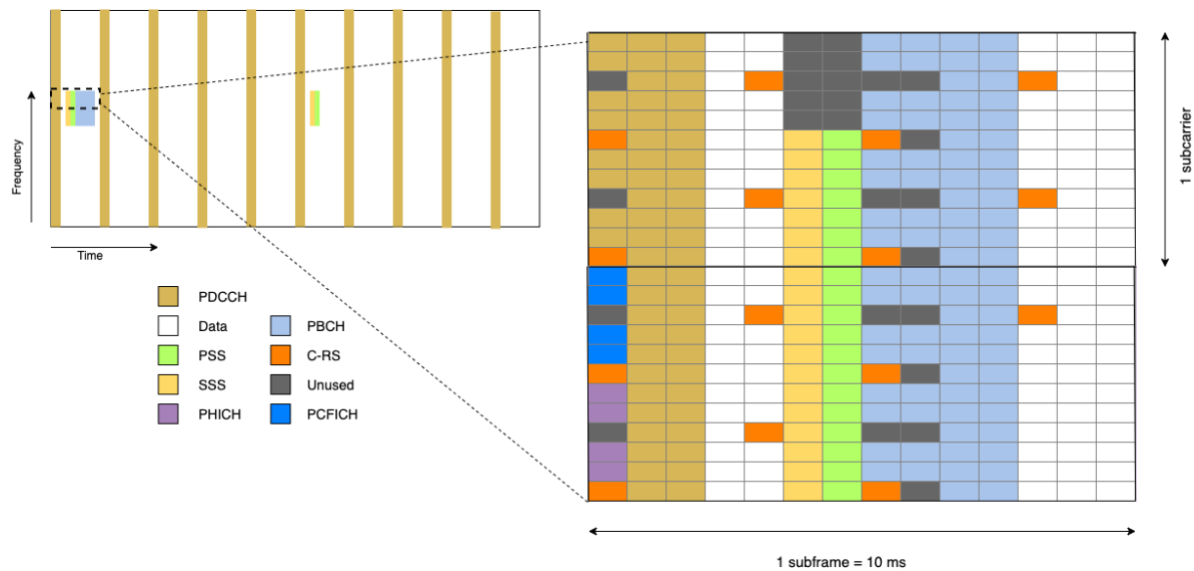 Frequency
Time
1 subcarrier
PDCCH
Data
PBCH
PSS
C-RS
SSS
Unused
PHICH
PCFICH
1 subframe = 10 ms